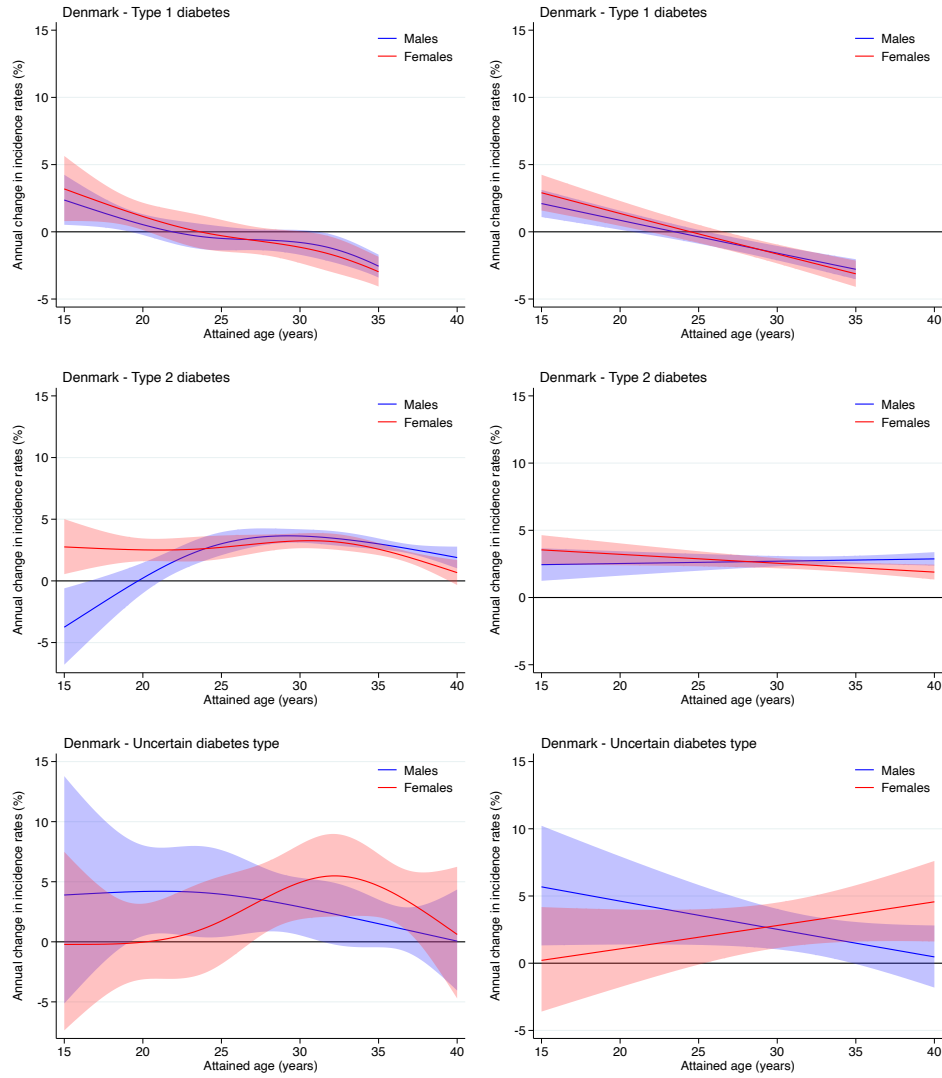 Denmark - Type 1 diabetes
Annual change in incidence rates (%)
15
10
5
0
-5
Males
Females
15 20 25 30 35 40
Attained age (years)
Denmark - Type 1 diabetes
Annual change in incidence rates (%)
15
10
5
0
-5
Males
Females
15 20 25 30 35 40
Attained age (years)
Denmark - Type 2 diabetes
Annual change in incidence rates (%)
15
10
5
0
-5
Males
Females
15 20 25 30 35 40
Attained age (years)
Denmark - Type 2 diabetes
Annual change in incidence rates (%)
15
10
5
0
-5
Males
Females
15 20 25 30 35 40
Attained age (years)
Denmark - Uncertain diabetes type
Annual change in incidence rates (%)
15
10
5
0
-5
Males
Females
15 20 25 30 35 40
Attained age (years)
Denmark - Uncertain diabetes type
Annual change in incidence rates (%)
15
10
5
0
-5
Males
Females
15 20 25 30 35 40
Attained age (years)